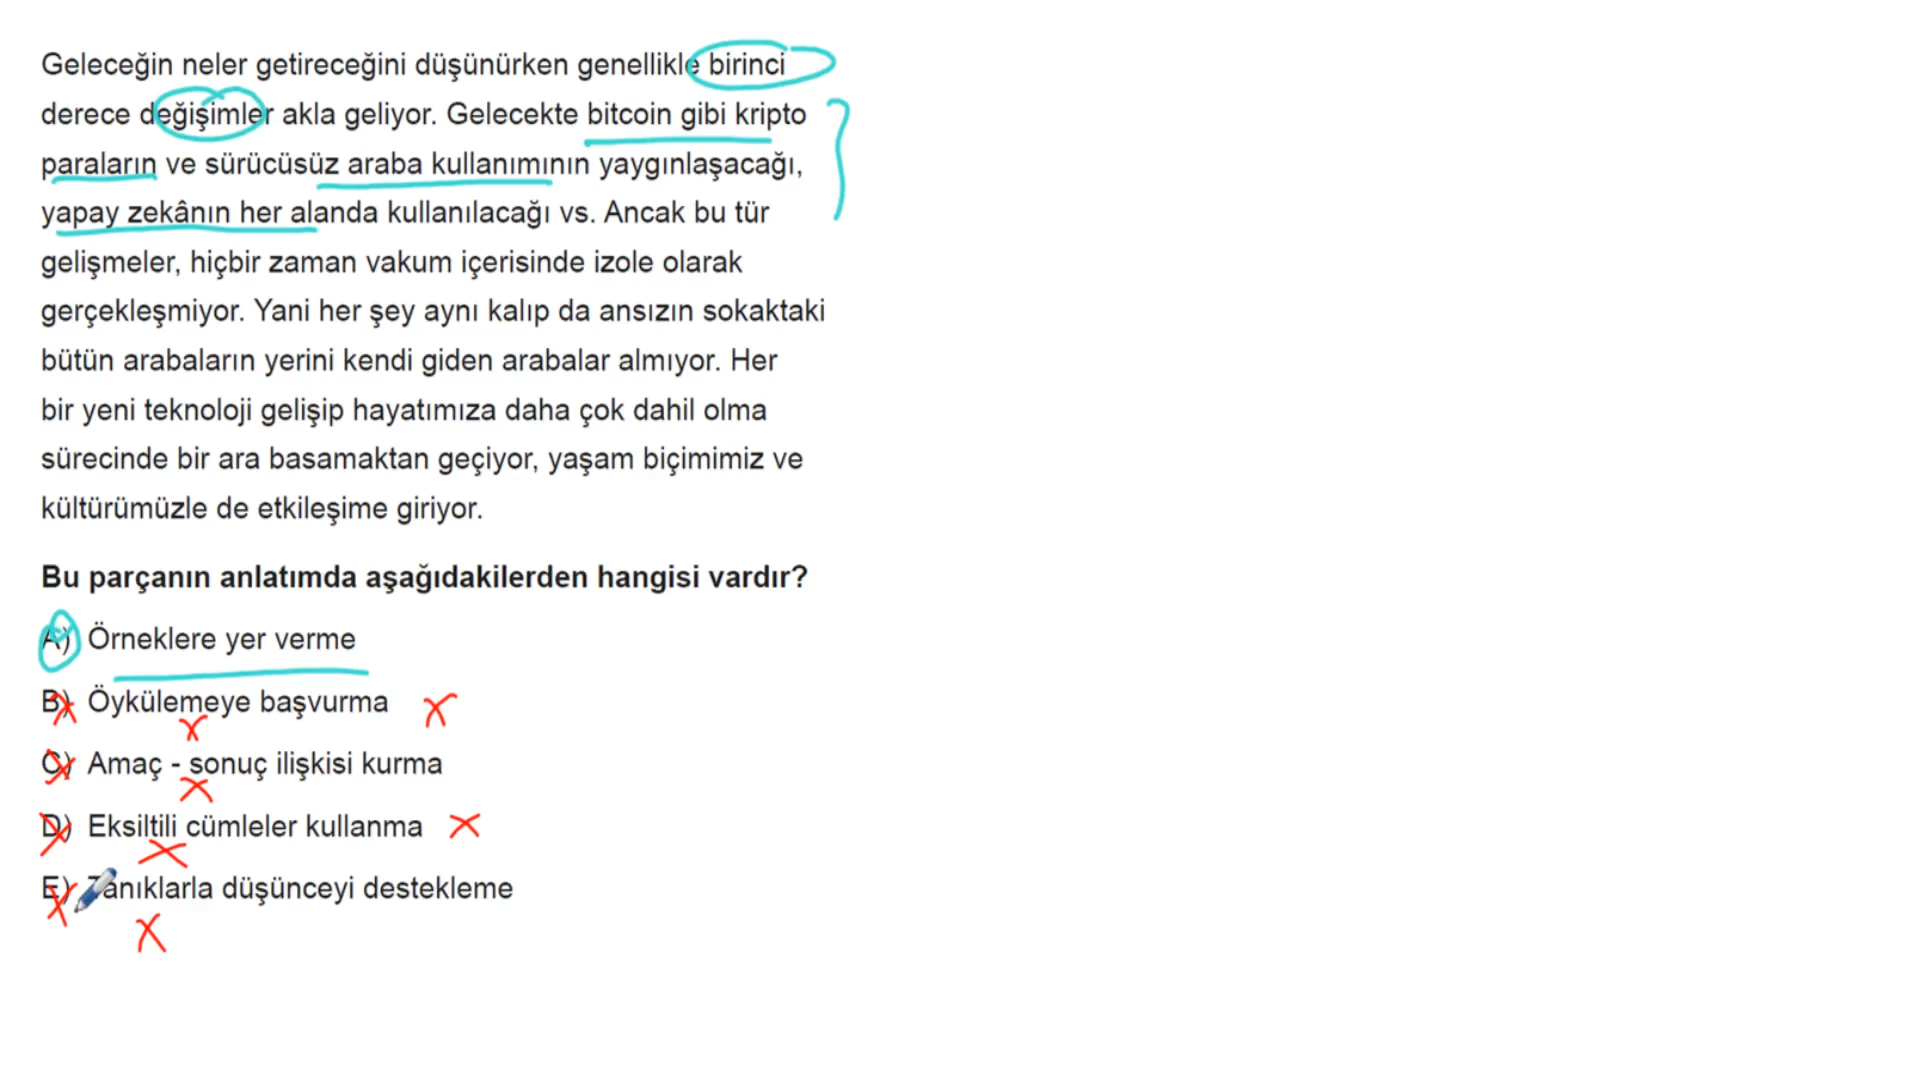 Geleceğin neler getireceğini düşünürken genellikle birinci
derece değişimler akla geliyor. Gelecekte bitcoin gibi kripto
paraların ve sürücüsüz araba kullanımının yaygınlaşacağı,
yapay zekânın her alanda kullanılacağı vs. Ancak bu tür
gelişmeler, hiçbir zaman vakum içerisinde izole olarak
gerçekleşmiyor. Yani her şey aynı kalıp da ansızın sokaktaki
bütün arabaların yerini kendi giden arabalar almıyor. Her
bir yeni teknoloji gelişip hayatımıza daha çok dahil olma
sürecinde bir ara basamaktan geçiyor, yaşam biçimimiz ve
kültürümüzle de etkileşime giriyor.
Bu parçanın anlatımda aşağıdakilerden hangisi vardır?
A) Örneklere yer verme
B) Öykülemeye başvurma
C) Amaç - sonuç ilişkisi kurma
D) Eksiltili cümleler kullanma
E) Tanıklarla düşünceyi destekleme